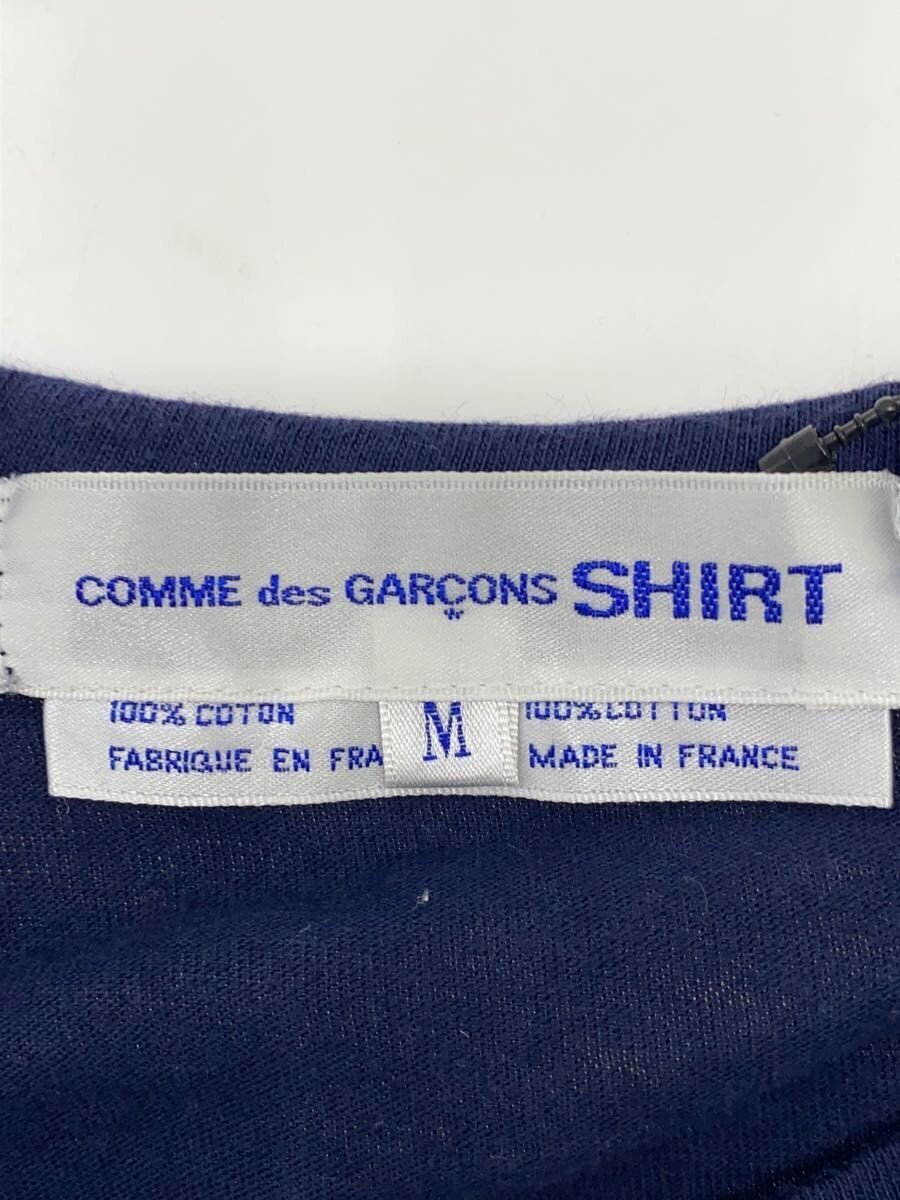 COMME des GARÇONS SHIRT
100% COTON
FABRIQUE EN FRA
M
100% COTTON
MADE IN FRANCE